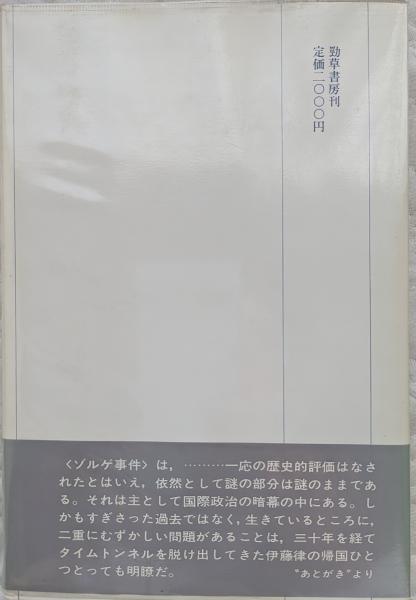 勁草書房刊
定価二〇〇〇円
〈ゾルゲ事件〉は，………一応の歴史的評価はなさ
れたとはいえ，依然として謎の部分は謎のままであ
る。それは主として国際政治の暗幕の中にある。し
かもすぎさった過去ではなく，生きているところに，
二重にむずかしい問題があることは，三十年を経て
タイムトンネルを脱け出してきた伊藤律の帰国ひと
つとっても明瞭だ。 “あとがき”より